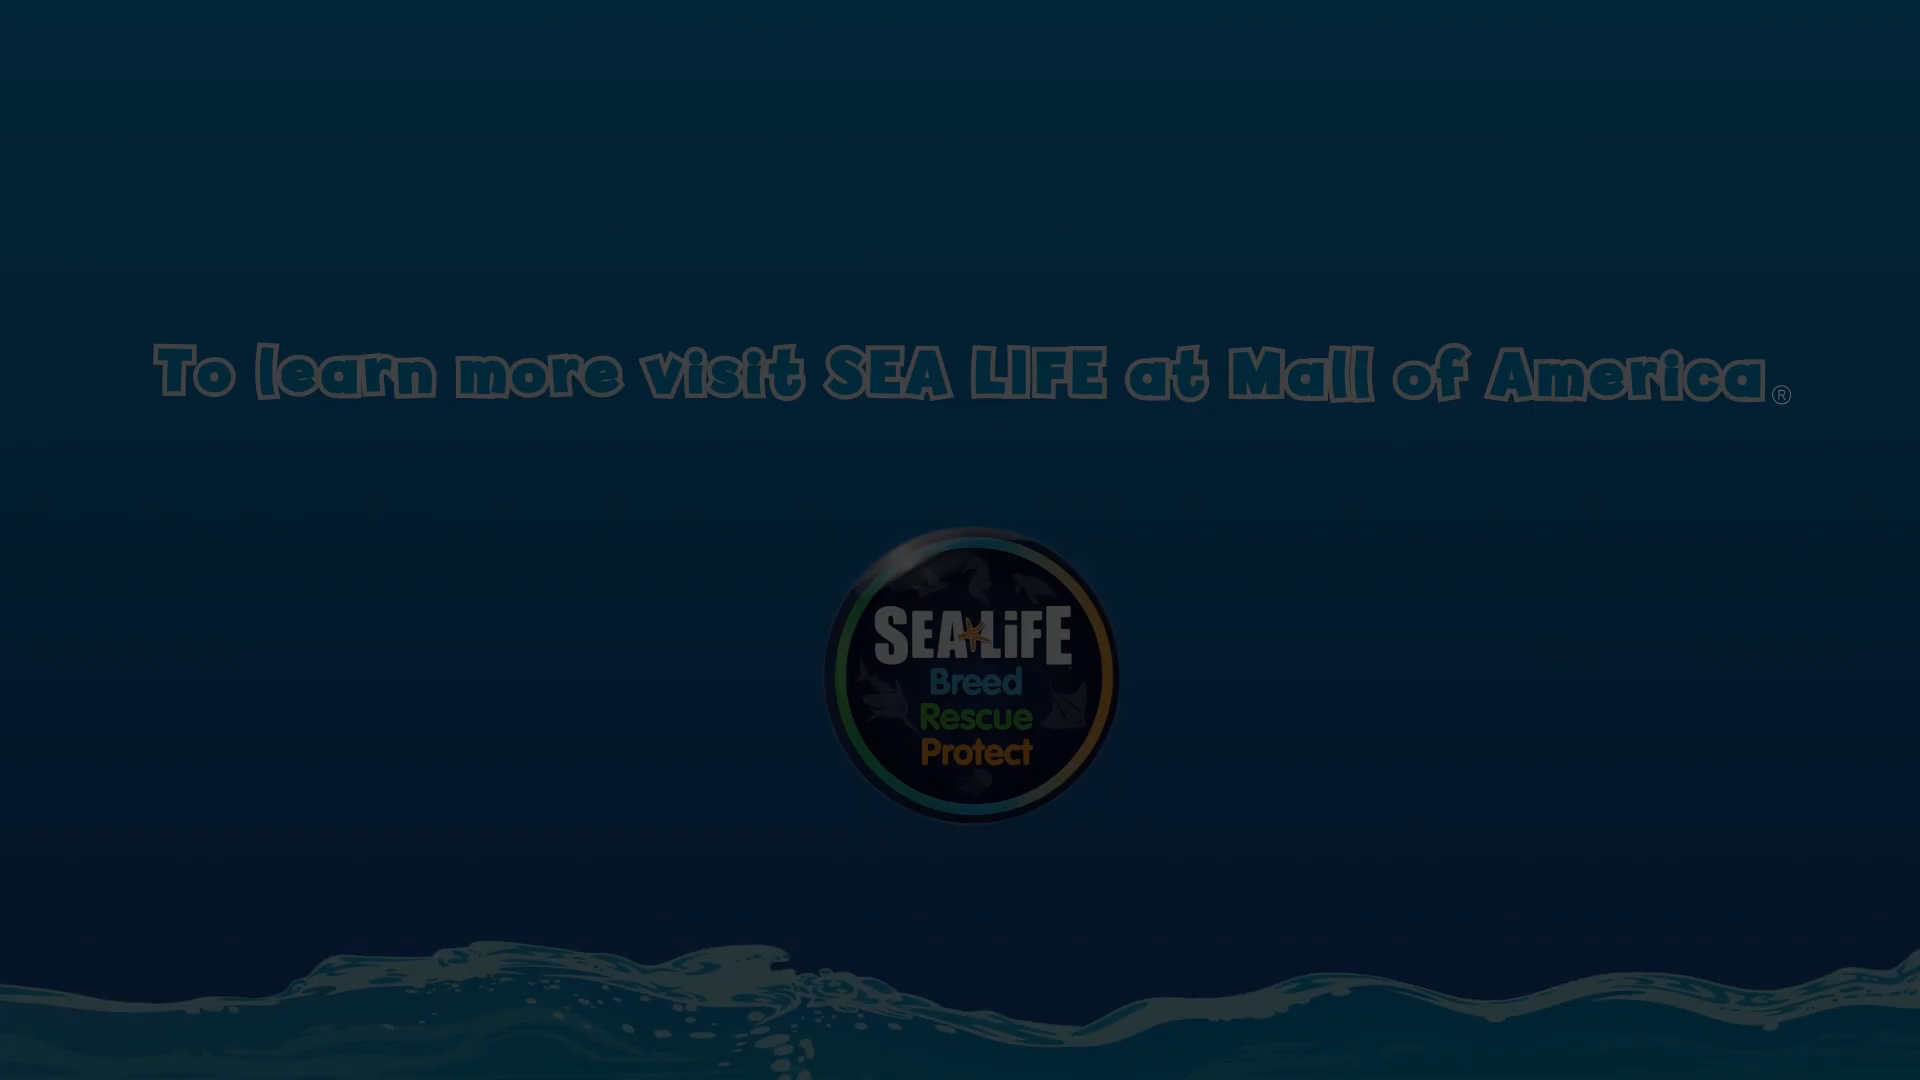 To learn more visit SEA LIFE at Mall of America®
SEA LiFE
Breed
Rescue
Protect